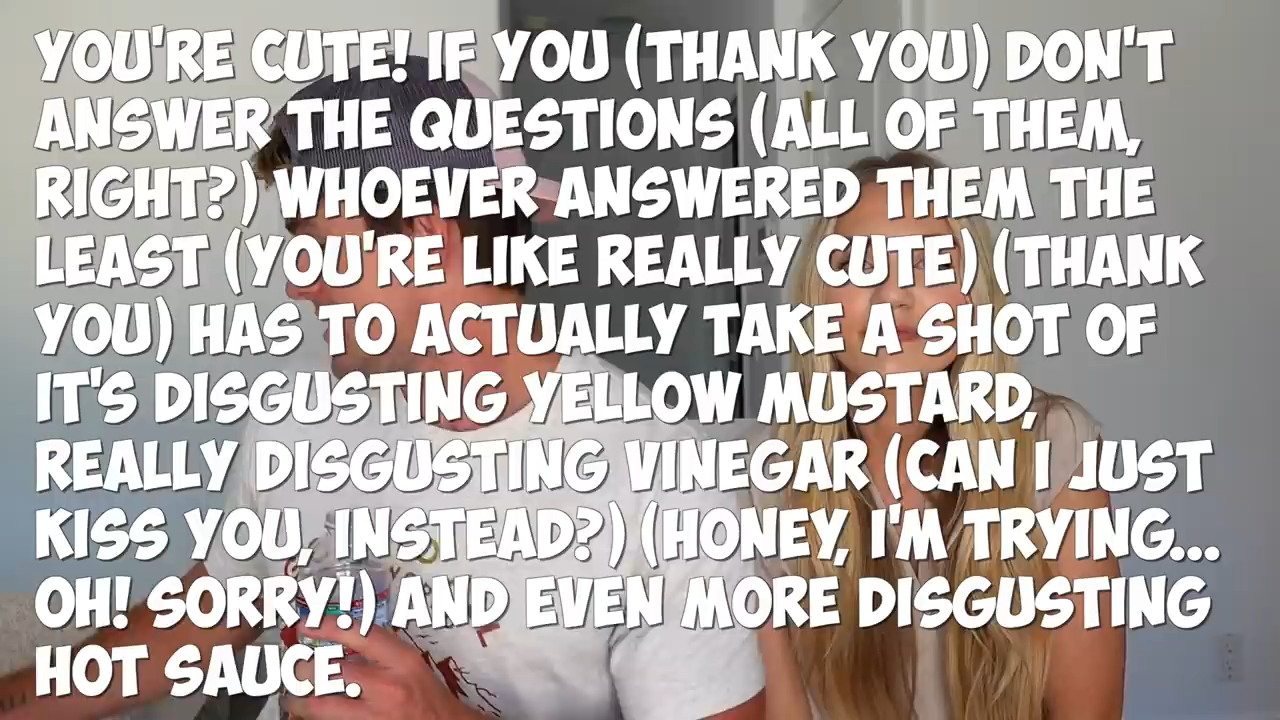 YOU'RE CUTE! IF YOU (THANK YOU) DON'T
ANSWER THE QUESTIONS (ALL OF THEM,
RIGHT?) WHOEVER ANSWERED THEM THE
LEAST (YOU'RE LIKE REALLY CUTE) (THANK
YOU) HAS TO ACTUALLY TAKE A SHOT OF
IT'S DISGUSTING YELLOW MUSTARD,
REALLY DISGUSTING VINEGAR (CAN I JUST
KISS YOU, INSTEAD?) (HONEY, I'M TRYING...
OH! SORRY!) AND EVEN MORE DISGUSTING
HOT SAUCE.